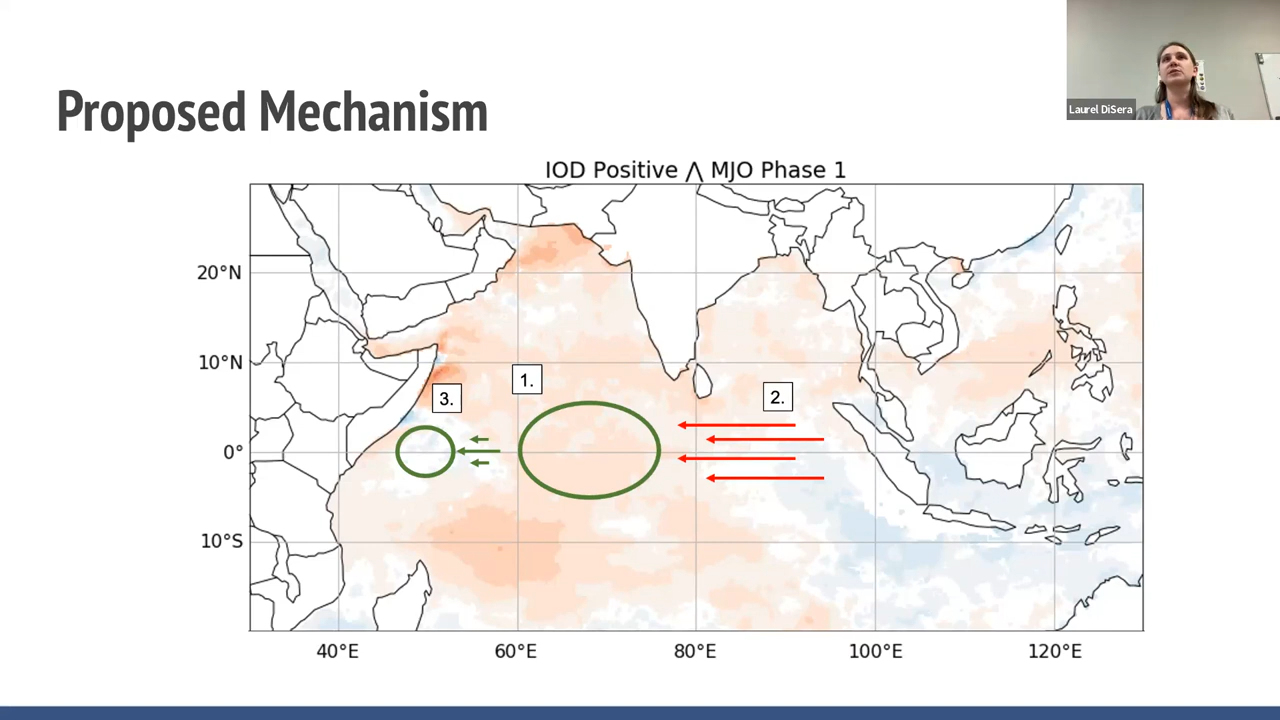 Laurel DiSera
Proposed Mechanism
IOD Positive ⋀ MJO Phase 1
20°N
10°N
0°
10°S
1.
2.
3.
40°E
60°E
80°E
100°E
120°E